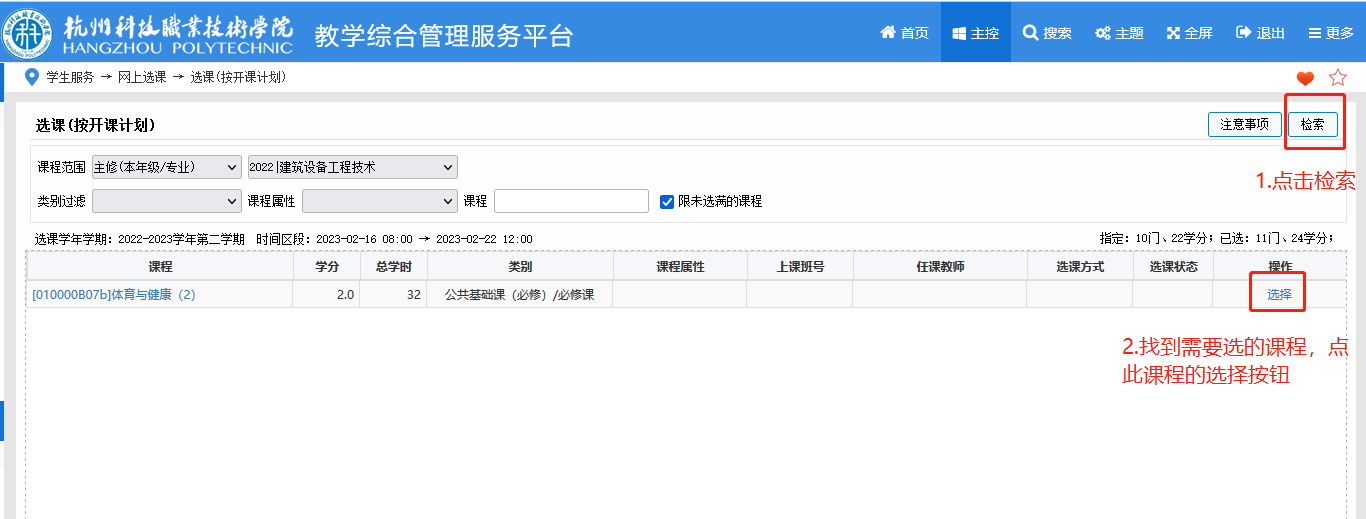 杭州科技職業技術學院
HANGZHOU POLYTECHNIC
教学综合管理服务平台
首页 主控 搜索 主题 全屏 退出 更多
学生服务 → 网上选课 → 选课(按开课计划)
选课(按开课计划)
注意事项 检索
课程范围 主修(本年级/专业) 2022|建筑设备工程技术
1.点击检索
类别过滤 课程属性 课程 限未选满的课程
选课学年学期：2022-2023学年第二学期 时间区段：2023-02-16 08:00 → 2023-02-22 12:00 指定：10门、22学分；已选：11门、24学分；
课程 学分 总学时 类别 课程属性 上课班号 任课教师 选课方式 选课状态 操作
[010000B07b]体育与健康（2） 2.0 32 公共基础课（必修）/必修课 选择
2.找到需要选的课程，点
此课程的选择按钮